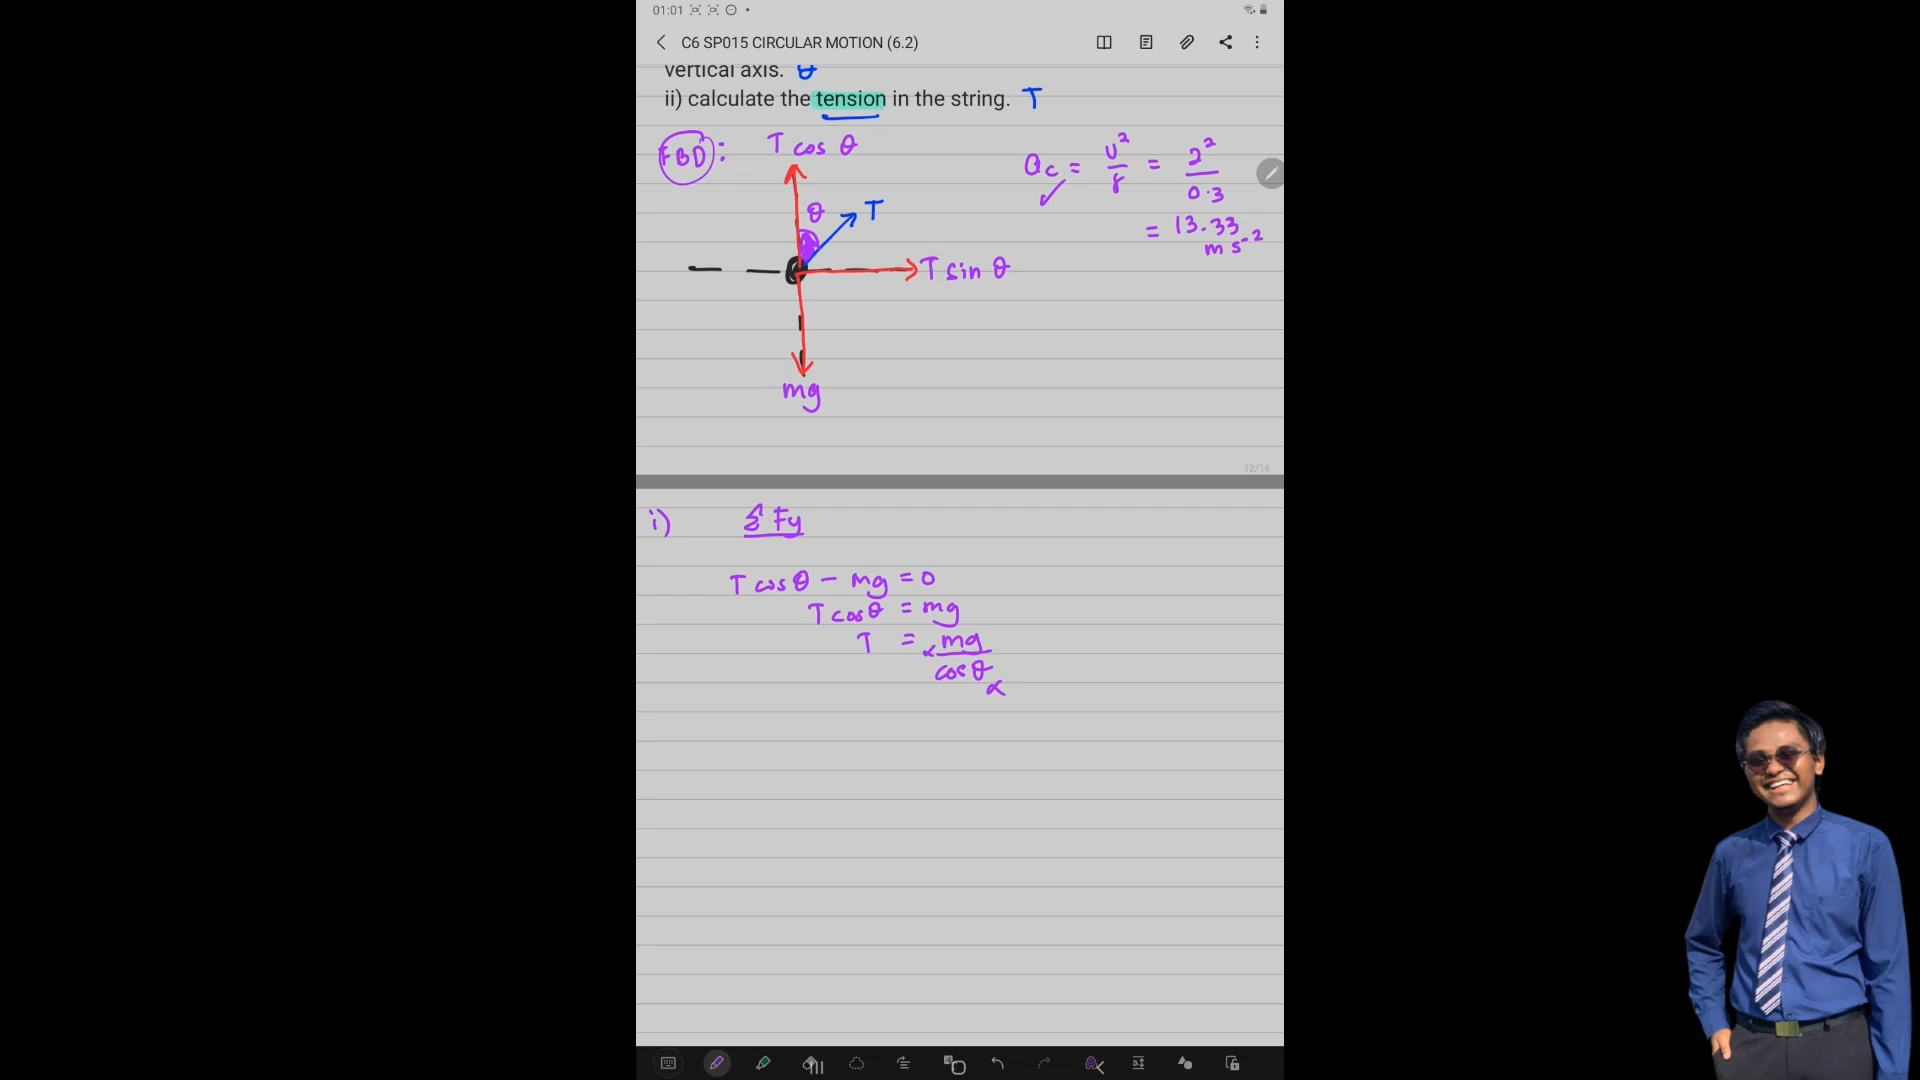 01:01
C6 SP015 CIRCULAR MOTION (6.2)
vertical axis. θ
ii) calculate the tension in the string. T
FBD: T cos θ
ac = v²/r = 2²/0.3
= 13.33 m s⁻²
θ
T
T sin θ
mg
12/16
i) ΣFy
T cos θ - mg = 0
T cos θ = mg
T = mg/cos θ